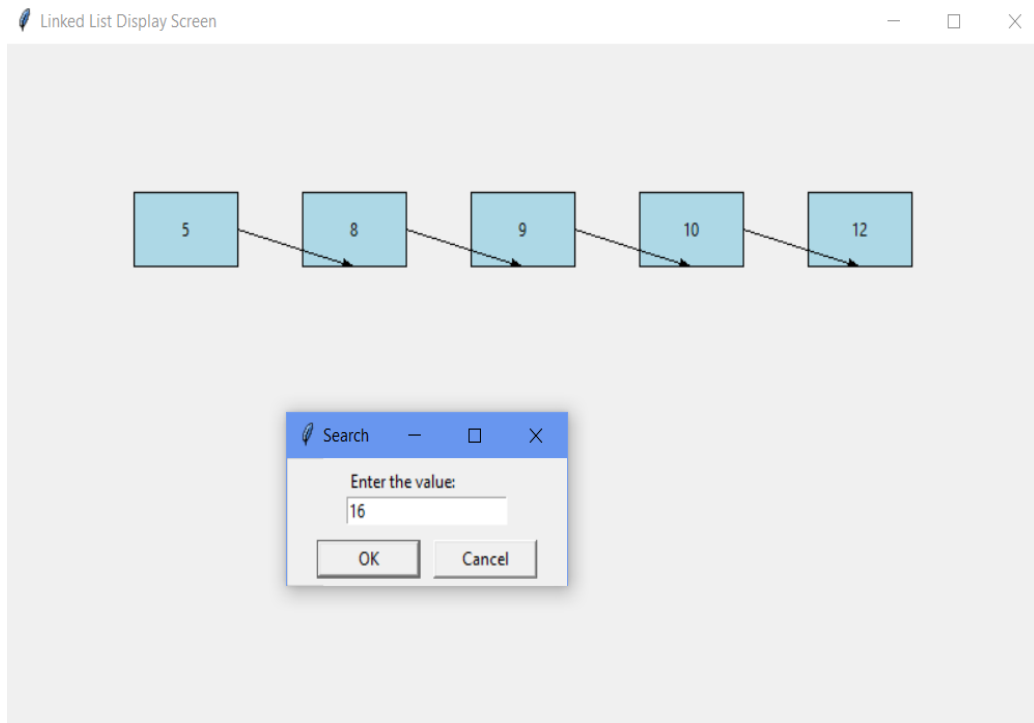 Linked List Display Screen
5 8 9 10 12
Search
Enter the value:
16
OK Cancel